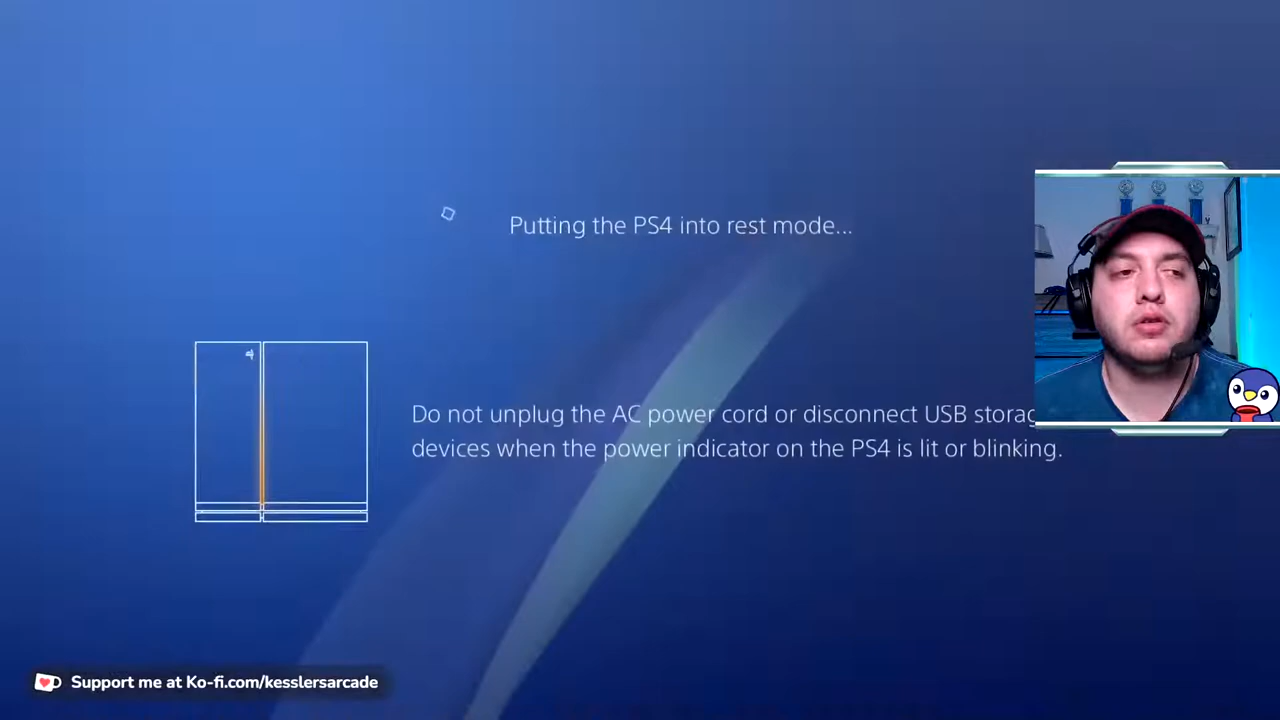 Putting the PS4 into rest mode...
Do not unplug the AC power cord or disconnect USB
devices when the power indicator on the PS4 is lit or blinking.
Support me at Ko-fi.com/kesslersarcade